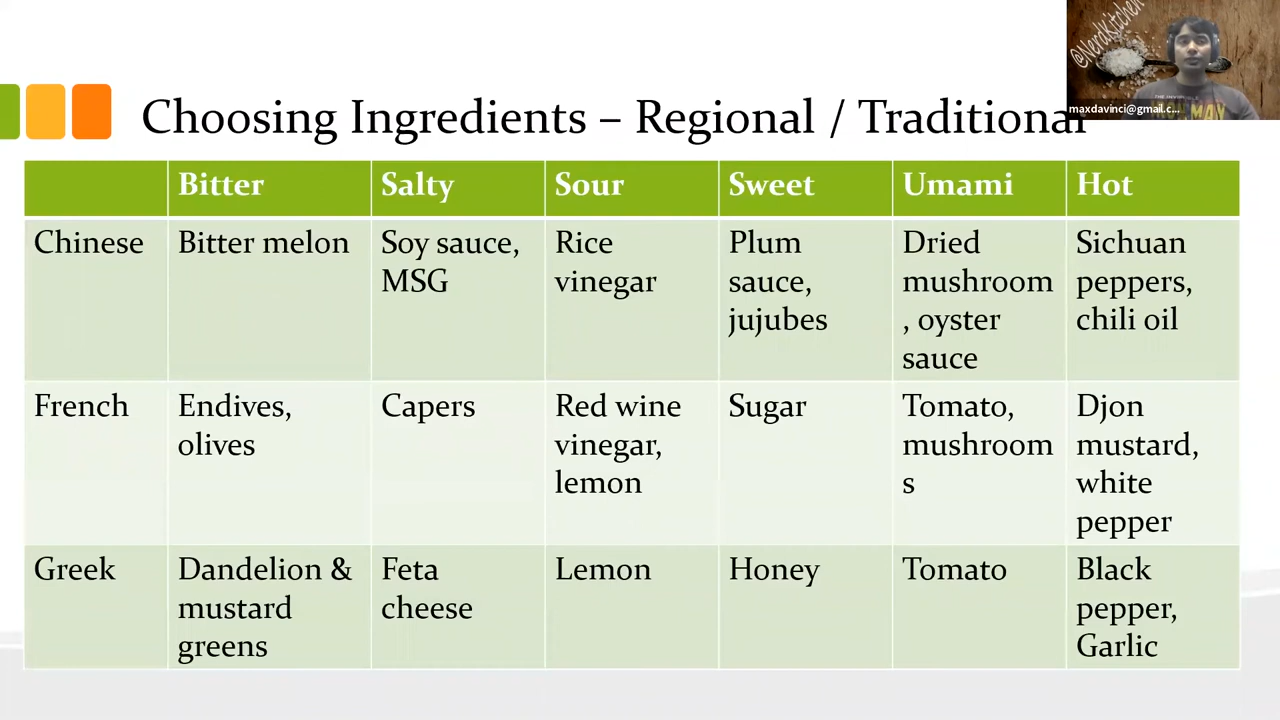 @NerdKitchen
maxdavinci@gmail.c...
MAY
Choosing Ingredients – Regional / Traditional
Bitter Salty Sour Sweet Umami Hot
Chinese Bitter melon Soy sauce, Rice Plum Dried Sichuan
MSG vinegar sauce, mushroom peppers,
jujubes , oyster chili oil
sauce
French Endives, Capers Red wine Sugar Tomato, Djon
olives vinegar, mushroom mustard,
lemon s white
pepper
Greek Dandelion & Feta Lemon Honey Tomato Black
mustard cheese pepper,
greens Garlic